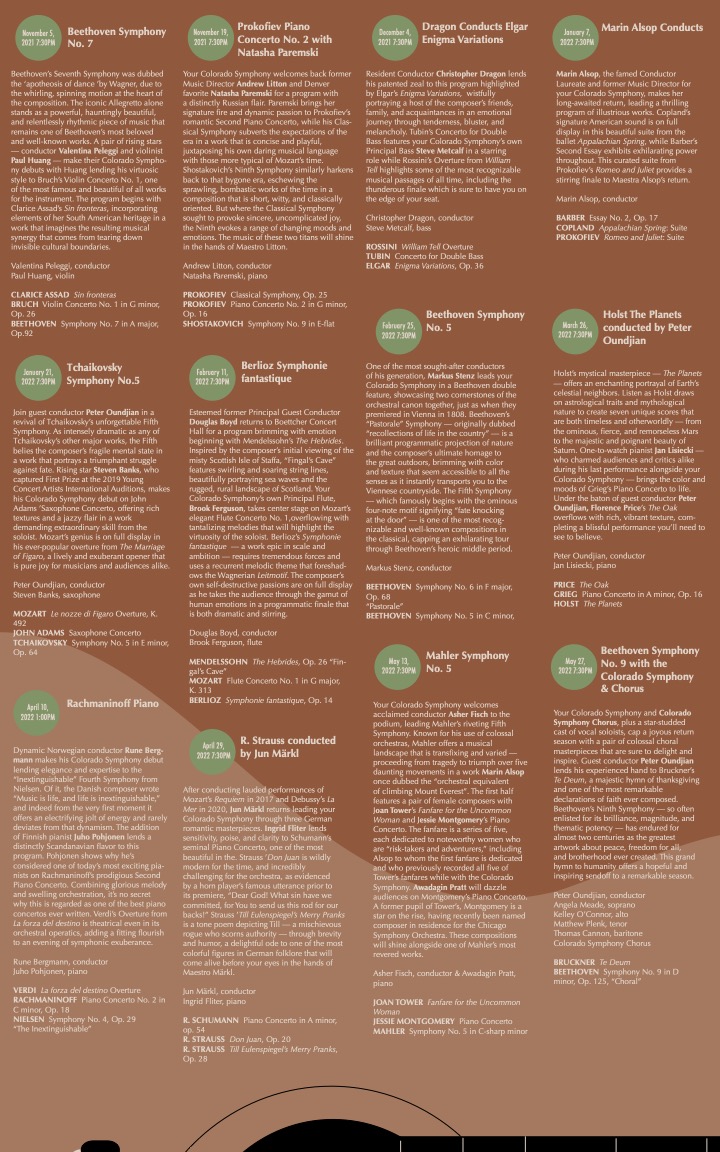 November 5,
2021 7:30PM
Beethoven Symphony
No. 7
Beethoven's Seventh Symphony was dubbed
the 'apotheosis of dance 'by Wagner, due to
the whirling, spinning motion at the heart of
the composition. The iconic Allegretto alone
stands as a powerful, hauntingly beautiful,
and relentlessly rhythmic piece of music that
remains one of Beethoven's most beloved
and well-known works. A pair of rising stars
— conductor Valentina Peleggi and violinist
Paul Huang — make their Colorado Sympho-
ny debuts with Huang lending his virtuosic
style to Bruch's Violin Concerto No. 1, one
of the most famous and beautiful of all works
for the instrument. The program begins with
Clarice Assad's Sin fronteras, incorporating
elements of her South American heritage in a
work that imagines the resulting musical
synergy that comes from tearing down
invisible cultural boundaries.
Valentina Peleggi, conductor
Paul Huang, violin
CLARICE ASSAD Sin fronteras
BRUCH Violin Concerto No. 1 in G minor,
Op. 26
BEETHOVEN Symphony No. 7 in A major,
Op.92
November 19,
2021 7:30PM
Prokofiev Piano
Concerto No. 2 with
Natasha Paremski
Your Colorado Symphony welcomes back former
Music Director Andrew Litton and Denver
favorite Natasha Paremski for a program with
a distinctly Russian flair. Paremski brings her
signature fire and dynamic passion to Prokofiev's
romantic Second Piano Concerto, while his Clas-
sical Symphony subverts the expectations of the
era in a work that is concise and playful,
juxtaposing his own daring musical language
with those more typical of Mozart's time.
Shostakovich's Ninth Symphony similarly harkens
back to that bygone era, eschewing the
sprawling, bombastic works of the time in a
composition that is short, witty, and classically
oriented. But where the Classical Symphony
sought to provoke sincere, uncomplicated joy,
the Ninth evokes a range of changing moods and
emotions. The music of these two titans will shine
in the hands of Maestro Litton.
Andrew Litton, conductor
Natasha Paremski, piano
PROKOFIEV Classical Symphony, Op. 25
PROKOFIEV Piano Concerto No. 2 in G minor,
Op. 16
SHOSTAKOVICH Symphony No. 9 in E-flat
December 4,
2021 7:30PM
Dragon Conducts Elgar
Enigma Variations
Resident Conductor Christopher Dragon lends
his patented zeal to this program highlighted
by Elgar's Enigma Variations, wistfully
portraying a host of the composer's friends,
family, and acquaintances in an emotional
journey through tenderness, bluster, and
melancholy. Tubin's Concerto for Double
Bass features your Colorado Symphony's own
Principal Bass Steve Metcalf in a starring
role while Rossini's Overture from William
Tell highlights some of the most recognizable
musical passages of all time, including the
thunderous finale which is sure to have you on
the edge of your seat.
Christopher Dragon, conductor
Steve Metcalf, bass
ROSSINI William Tell Overture
TUBIN Concerto for Double Bass
ELGAR Enigma Variations, Op. 36
January 7,
2022 7:30PM
Marin Alsop Conducts
Marin Alsop, the famed Conductor
Laureate and former Music Director for
your Colorado Symphony, makes her
long-awaited return, leading a thrilling
program of illustrious works. Copland's
signature American sound is on full
display in this beautiful suite from the
ballet Appalachian Spring, while Barber's
Second Essay exhibits exhilarating power
throughout. This curated suite from
Prokofiev's Romeo and Juliet provides a
stirring finale to Maestra Alsop's return.
Marin Alsop, conductor
BARBER Essay No. 2, Op. 17
COPLAND Appalachian Spring: Suite
PROKOFIEV Romeo and Juliet: Suite
January 21,
2022 7:30PM
Tchaikovsky
Symphony No.5
Join guest conductor Peter Oundjian in a
revival of Tchaikovsky's unforgettable Fifth
Symphony. As intensely dramatic as any of
Tchaikovsky's other major works, the Fifth
belies the composer's fragile mental state in
a work that portrays a triumphant struggle
against fate. Rising star Steven Banks, who
captured First Prize at the 2019 Young
Concert Artists International Auditions, makes
his Colorado Symphony debut on John
Adams 'Saxophone Concerto, offering rich
textures and a jazzy flair in a work
demanding extraordinary skill from the
soloist. Mozart's genius is on full display in
his ever-popular overture from The Marriage
of Figaro, a lively and exuberant opener that
is pure joy for musicians and audiences alike.
Peter Oundjian, conductor
Steven Banks, saxophone
MOZART Le nozze di Figaro Overture, K.
492
JOHN ADAMS Saxophone Concerto
TCHAIKOVSKY Symphony No. 5 in E minor,
Op. 64
February 11,
2022 7:30PM
Berlioz Symphonie
fantastique
Esteemed former Principal Guest Conductor
Douglas Boyd returns to Boettcher Concert
Hall for a program brimming with emotion
beginning with Mendelssohn's The Hebrides.
Inspired by the composer's initial viewing of the
misty Scottish Isle of Staffa, "Fingal's Cave"
features swirling and soaring string lines,
beautifully portraying sea waves and the
rugged, rural landscape of Scotland. Your
Colorado Symphony's own Principal Flute,
Brook Ferguson, takes center stage on Mozart's
elegant Flute Concerto No. 1,overflowing with
tantalizing melodies that will highlight the
virtuosity of the soloist. Berlioz's Symphonie
fantastique — a work epic in scale and
ambition — requires tremendous forces and
uses a recurrent melodic theme that foreshad-
ows the Wagnerian Leitmotif. The composer's
own self-destructive passions are on full display
as he takes the audience through the gamut of
human emotions in a programmatic finale that
is both dramatic and stirring.
Douglas Boyd, conductor
Brook Ferguson, flute
MENDELSSOHN The Hebrides, Op. 26 "Fin-
gal's Cave"
MOZART Flute Concerto No. 1 in G major,
K. 313
BERLIOZ Symphonie fantastique, Op. 14
February 25,
2022 7:30PM
Beethoven Symphony
No. 5
One of the most sought-after conductors
of his generation, Markus Stenz leads your
Colorado Symphony in a Beethoven double
feature, showcasing two cornerstones of the
orchestral canon together, just as when they
premiered in Vienna in 1808. Beethoven's
"Pastorale" Symphony — originally dubbed
"recollections of life in the country" — is a
brilliant programmatic projection of nature
and the composer's ultimate homage to
the great outdoors, brimming with color
and texture that seem accessible to all the
senses as it instantly transports you to the
Viennese countryside. The Fifth Symphony
— which famously begins with the ominous
four-note motif signifying "fate knocking
at the door" — is one of the most recog-
nizable and well-known compositions in
the classical, capping an exhilarating tour
through Beethoven's heroic middle period.
Markus Stenz, conductor
BEETHOVEN Symphony No. 6 in F major,
Op. 68
"Pastorale"
BEETHOVEN Symphony No. 5 in C minor,
March 26,
2022 7:30PM
Holst The Planets
conducted by Peter
Oundjian
Holst's mystical masterpiece — The Planets
— offers an enchanting portrayal of Earth's
celestial neighbors. Listen as Holst draws
on astrological traits and mythological
nature to create seven unique scores that
are both timeless and otherworldly — from
the ominous, fierce, and remorseless Mars
to the majestic and poignant beauty of
Saturn. One-to-watch pianist Jan Lisiecki —
who charmed audiences and critics alike
during his last performance alongside your
Colorado Symphony — brings the color and
moods of Grieg's Piano Concerto to life.
Under the baton of guest conductor Peter
Oundjian, Florence Price's The Oak
overflows with rich, vibrant texture, com-
pleting a blissful performance you'll need to
see to believe.
Peter Oundjian, conductor
Jan Lisiecki, piano
PRICE The Oak
GRIEG Piano Concerto in A minor, Op. 16
HOLST The Planets
April 10,
2022 1:00PM
Rachmaninoff Piano
Dynamic Norwegian conductor Rune Berg-
mann makes his Colorado Symphony debut
lending elegance and expertise to the
"Inextinguishable" Fourth Symphony from
Nielsen. Of it, the Danish composer wrote
"Music is life, and life is inextinguishable,"
and indeed from the very first moment it
offers an electrifying jolt of energy and rarely
deviates from that dynamism. The addition
of Finnish pianist Juho Pohjonen lends a
distinctly Scandanavian flavor to this
program. Pohjonen shows why he's
considered one of today's most exciting pia-
nists on Rachmaninoff's prodigious Second
Piano Concerto. Combining glorious melody
and swelling orchestration, it's no secret
why this is regarded as one of the best piano
concertos ever written. Verdi's Overture from
La forza del destino is theatrical even in its
orchestral operatics, adding a fitting flourish
to an evening of symphonic exuberance.
Rune Bergmann, conductor
Juho Pohjonen, piano
VERDI La forza del destino Overture
RACHMANINOFF Piano Concerto No. 2 in
C minor, Op. 18
NIELSEN Symphony No. 4, Op. 29
"The Inextinguishable"
April 29,
2022 7:30PM
R. Strauss conducted
by Jun Märkl
After conducting lauded performances of
Mozart's Requiem in 2017 and Debussy's La
Mer in 2020, Jun Märkl returns leading your
Colorado Symphony through three German
romantic masterpieces. Ingrid Fliter lends
sensitivity, poise, and clarity to Schumann's
seminal Piano Concerto, one of the most
beautiful in the. Strauss 'Don Juan is wildly
modern for the time, and incredibly
challenging for the orchestra, as evidenced
by a horn player's famous utterance prior to
its premiere, "Dear God! What sin have we
committed, for You to send us this rod for our
backs!" Strauss 'Till Eulenspiegel's Merry Pranks
is a tone poem depicting Till — a mischievous
rogue who scorns authority — through brevity
and humor, a delightful ode to one of the most
colorful figures in German folklore that will
come alive before your eyes in the hands of
Maestro Märkl.
Jun Märkl, conductor
Ingrid Fliter, piano
R. SCHUMANN Piano Concerto in A minor,
op. 54
R. STRAUSS Don Juan, Op. 20
R. STRAUSS Till Eulenspiegel's Merry Pranks,
Op. 28
May 13,
2022 7:30PM
Mahler Symphony
No. 5
Your Colorado Symphony welcomes
acclaimed conductor Asher Fisch to the
podium, leading Mahler's riveting Fifth
Symphony. Known for his use of colossal
orchestras, Mahler offers a musical
landscape that is transfixing and varied —
proceeding from tragedy to triumph over five
daunting movements in a work Marin Alsop
once dubbed the "orchestral equivalent
of climbing Mount Everest". The first half
features a pair of female composers with
Joan Tower's Fanfare for the Uncommon
Woman and Jessie Montgomery's Piano
Concerto. The fanfare is a series of five,
each dedicated to noteworthy women who
are "risk-takers and adventures," including
Alsop to whom the first fanfare is dedicated
and who previously recorded all five of
Tower's fanfares while with the Colorado
Symphony. Awadagin Pratt will dazzle
audiences on Montgomery's Piano Concerto.
A former pupil of Tower's, Montgomery is a
star on the rise, having recently been named
composer in residence for the Chicago
Symphony Orchestra. These compositions
will shine alongside one of Mahler's most
revered works.
Asher Fisch, conductor & Awadagin Pratt,
piano
JOAN TOWER Fanfare for the Uncommon
Woman
JESSIE MONTGOMERY Piano Concerto
MAHLER Symphony No. 5 in C-sharp minor
May 27,
2022 7:30PM
Beethoven Symphony
No. 9 with the
Colorado Symphony
& Chorus
Your Colorado Symphony and Colorado
Symphony Chorus, plus a star-studded
cast of vocal soloists, cap a joyous return
season with a pair of colossal choral
masterpieces that are sure to delight and
inspire. Guest conductor Peter Oundjian
lends his experienced hand to Bruckner's
Te Deum, a majestic hymn of thanksgiving
and one of the most remarkable
declarations of faith ever composed.
Beethoven's Ninth Symphony — so often
enlisted for its brilliance, magnitude, and
thematic potency — has endured for
almost two centuries as the greatest
artwork about peace, freedom for all,
and brotherhood ever created. This grand
hymn to humanity offers a hopeful and
inspiring sendoff to a remarkable season.
Peter Oundjian, conductor
Angela Meade, soprano
Kelley O'Connor, alto
Matthew Plenk, tenor
Thomas Cannon, baritone
Colorado Symphony Chorus
BRUCKNER Te Deum
BEETHOVEN Symphony No. 9 in D
minor, Op. 125, "Choral"